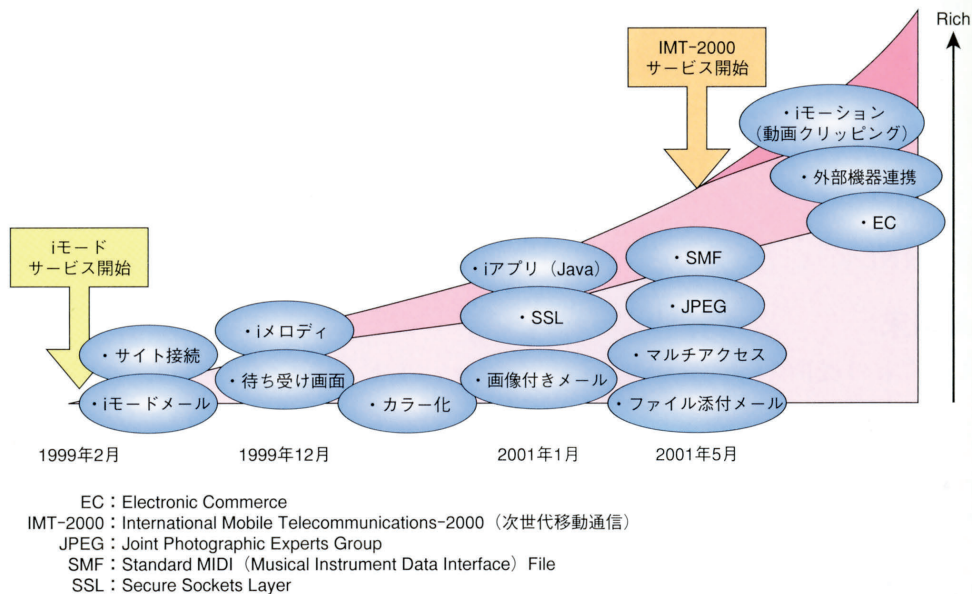 Rich
IMT-2000
サービス開始
・iモーション
(動画クリッピング)
・外部機器連携
・EC
iモード
サービス開始
・iアプリ(Java)
・SMF
・SSL
・JPEG
・iメロディ
・サイト接続
・マルチアクセス
・待ち受け画面
・画像付きメール
・iモードメール
・カラー化
・ファイル添付メール
1999年2月
1999年12月
2001年1月
2001年5月
EC:Electronic Commerce
IMT-2000:International Mobile Telecommunications-2000(次世代移動通信)
JPEG:Joint Photographic Experts Group
SMF:Standard MIDI(Musical Instrument Data Interface)File
SSL:Secure Sockets Layer